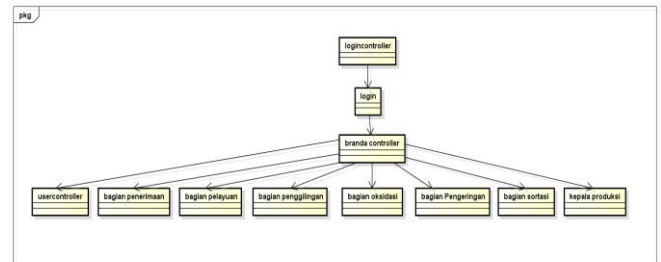 pkg
logincontroller
login
branda controller
usercontroller
bagian penerimaan
bagian pelayuan
bagian penggilingan
bagian oksidasi
bagian Pengeringan
bagian sortasi
kepala produksi